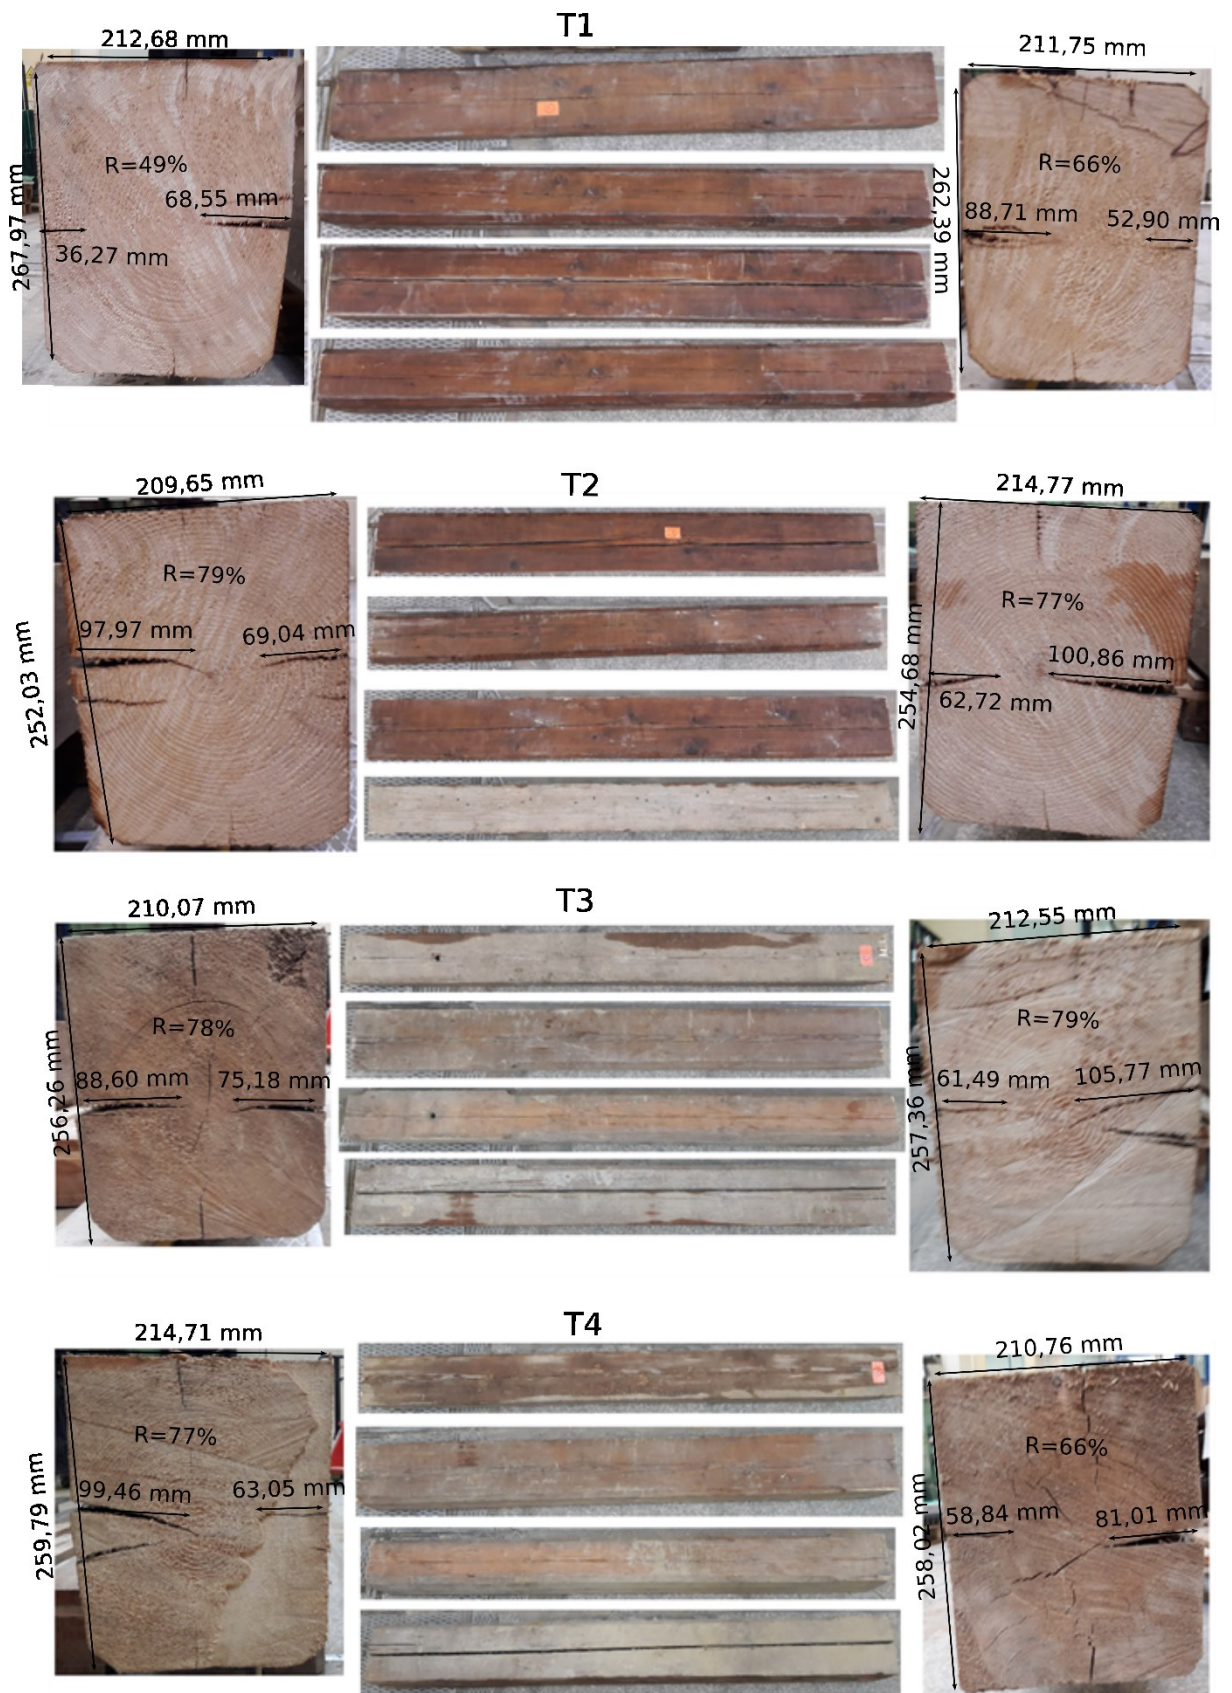 T1
212,68 mm
211,75 mm
R=49%
R=66%
267,97 mm
68,55 mm
36,27 mm
262,39 mm
88,71 mm
52,90 mm
T2
209,65 mm
214,77 mm
R=79%
R=77%
97,97 mm
69,04 mm
252,03 mm
254,68 mm
100,86 mm
62,72 mm
T3
210,07 mm
212,55 mm
R=78%
R=79%
256,26 mm
88,60 mm
75,18 mm
257,36 mm
61,49 mm
105,77 mm
T4
214,71 mm
210,76 mm
R=77%
R=66%
259,79 mm
99,46 mm
63,05 mm
258,02 mm
58,84 mm
81,01 mm